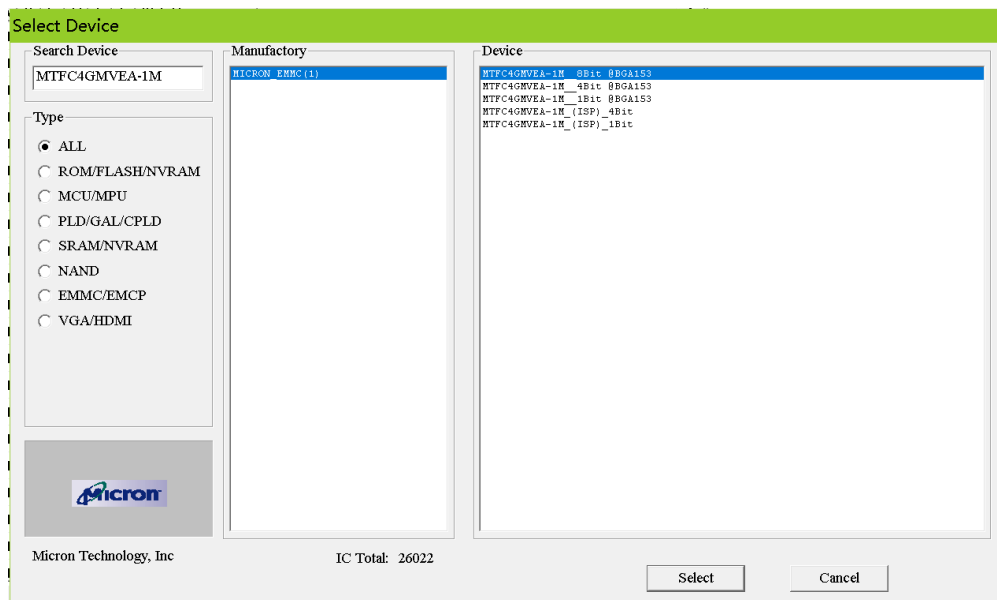 Select Device
Search Device
MTFC4GMVEA-1M
Type
ALL
ROM/FLASH/NVRAM
MCU/MPU
PLD/GAL/CPLD
SRAM/NVRAM
NAND
EMMC/EMCP
VGA/HDMI
Micron
Micron Technology, Inc
Manufactory
MICRON_EMMC(1)
IC Total: 26022
Device
MTFC4GMVEA-1M__8Bit @BGA153
MTFC4GMVEA-1M__4Bit @BGA153
MTFC4GMVEA-1M__1Bit @BGA153
MTFC4GMVEA-1M_(ISP)_4Bit
MTFC4GMVEA-1M_(ISP)_1Bit
Select
Cancel